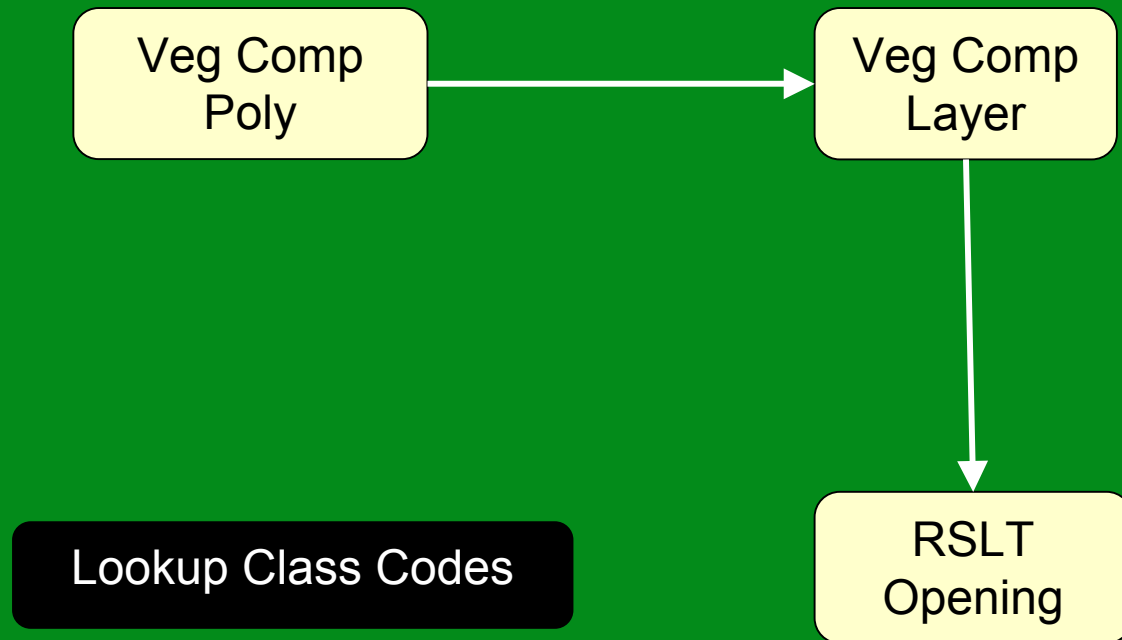 Veg Comp
Poly
Veg Comp
Layer
Lookup Class Codes
RSLT
Opening